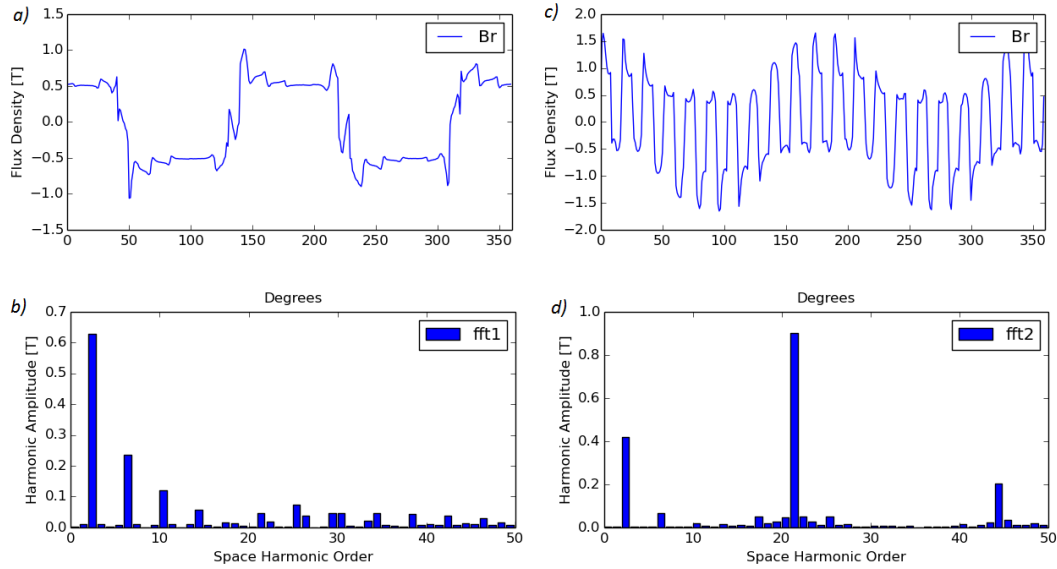 a)
1.5
1.0
0.5
0.0
−0.5
−1.0
−1.5
Flux Density [T]
Br
0 50 100 150 200 250 300 350
Degrees
c)
2.0
1.5
1.0
0.5
0.0
−0.5
−1.0
−1.5
−2.0
Flux Density [T]
Br
0 50 100 150 200 250 300 350
Degrees
b)
0.7
0.6
0.5
0.4
0.3
0.2
0.1
0.0
Harmonic Amplitude [T]
fft1
0 10 20 30 40 50
Space Harmonic Order
d)
1.0
0.8
0.6
0.4
0.2
0.0
Harmonic Amplitude [T]
fft2
0 10 20 30 40 50
Space Harmonic Order